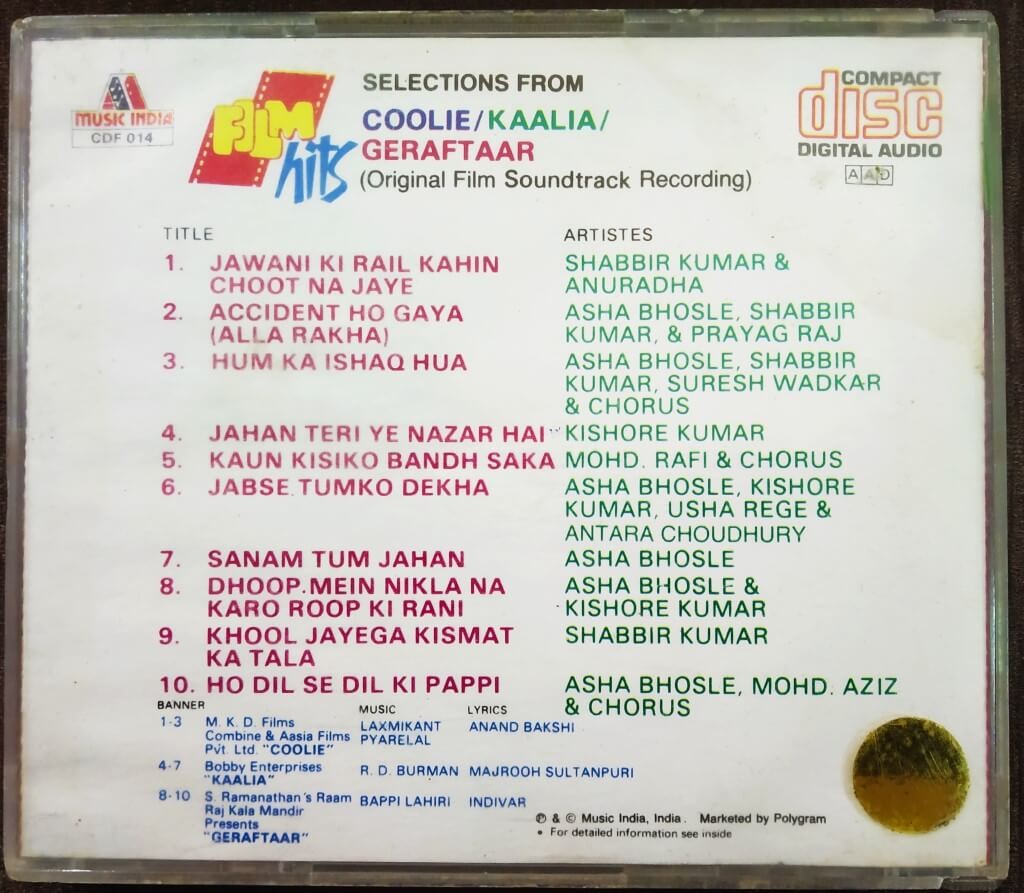 MUSIC INDIA
CDF 014
FILM
hits
SELECTIONS FROM
COOLIE/KAALIA/
GERAFTAAR
(Original Film Soundtrack Recording)
COMPACT
disc
DIGITAL AUDIO
AAD
TITLE ARTISTES
1. JAWANI KI RAIL KAHIN SHABBIR KUMAR &
CHOOT NA JAYE ANURADHA
2. ACCIDENT HO GAYA ASHA BHOSLE, SHABBIR
(ALLA RAKHA) KUMAR, & PRAYAG RAJ
3. HUM KA ISHAQ HUA ASHA BHOSLE, SHABBIR
KUMAR, SURESH WADKAR
& CHORUS
4. JAHAN TERI YE NAZAR HAI KISHORE KUMAR
5. KAUN KISIKO BANDH SAKA MOHD. RAFI & CHORUS
6. JABSE TUMKO DEKHA ASHA BHOSLE, KISHORE
KUMAR, USHA REGE &
ANTARA CHOUDHURY
7. SANAM TUM JAHAN ASHA BHOSLE
8. DHOOP MEIN NIKLA NA ASHA BHOSLE &
KARO ROOP KI RANI KISHORE KUMAR
9. KHOOL JAYEGA KISMAT SHABBIR KUMAR
KA TALA
10. HO DIL SE DIL KI PAPPI ASHA BHOSLE, MOHD. AZIZ
& CHORUS
BANNER MUSIC LYRICS
1-3 M. K. D. Films LAXMIKANT ANAND BAKSHI
Combine & Aasia Films PYARELAL
Pvt. Ltd. "COOLIE"
4-7 Bobby Enterprises R. D. BURMAN MAJROOH SULTANPURI
"KAALIA"
8-10 S. Ramanathan's Raam BAPPI LAHIRI INDIVAR
Raj Kala Mandir
Presents
"GERAFTAAR"
℗ & © Music India, India. Marketed by Polygram
• For detailed information see inside